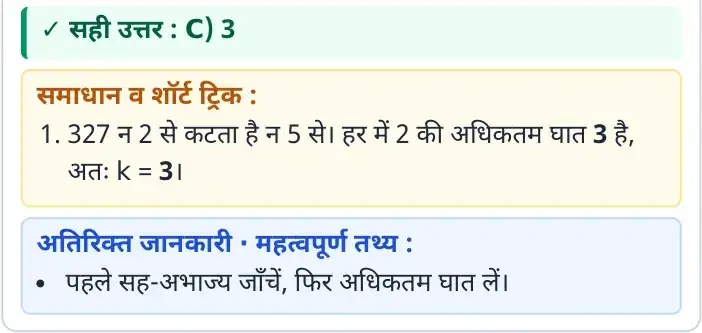 ✓ सही उत्तर : C) 3
समाधान व शॉर्ट ट्रिक :
1. 327 न 2 से कटता है न 5 से। हर में 2 की अधिकतम घात 3 है,
अतः k = 3।
अतिरिक्त जानकारी · महत्वपूर्ण तथ्य :
• पहले सह-अभाज्य जाँचें, फिर अधिकतम घात लें।